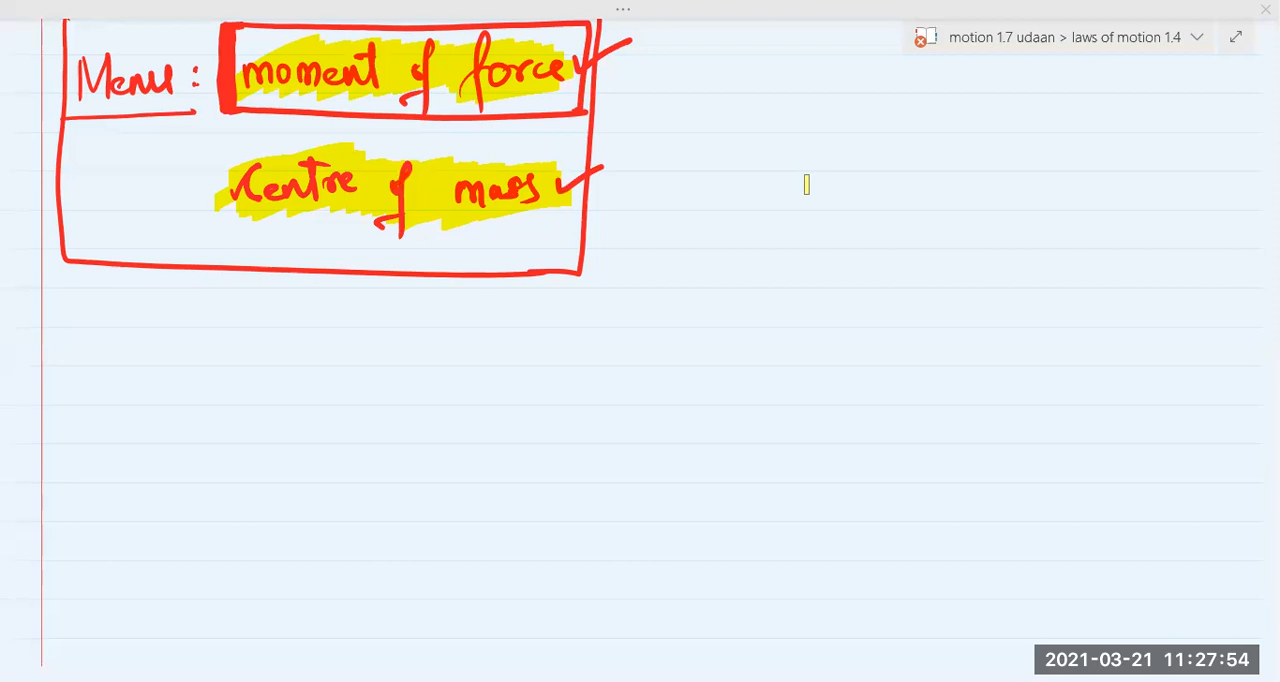 motion 1.7 udaan > laws of motion 1.4
Menu : moment of force
Centre of mass
2021-03-21 11:27:54